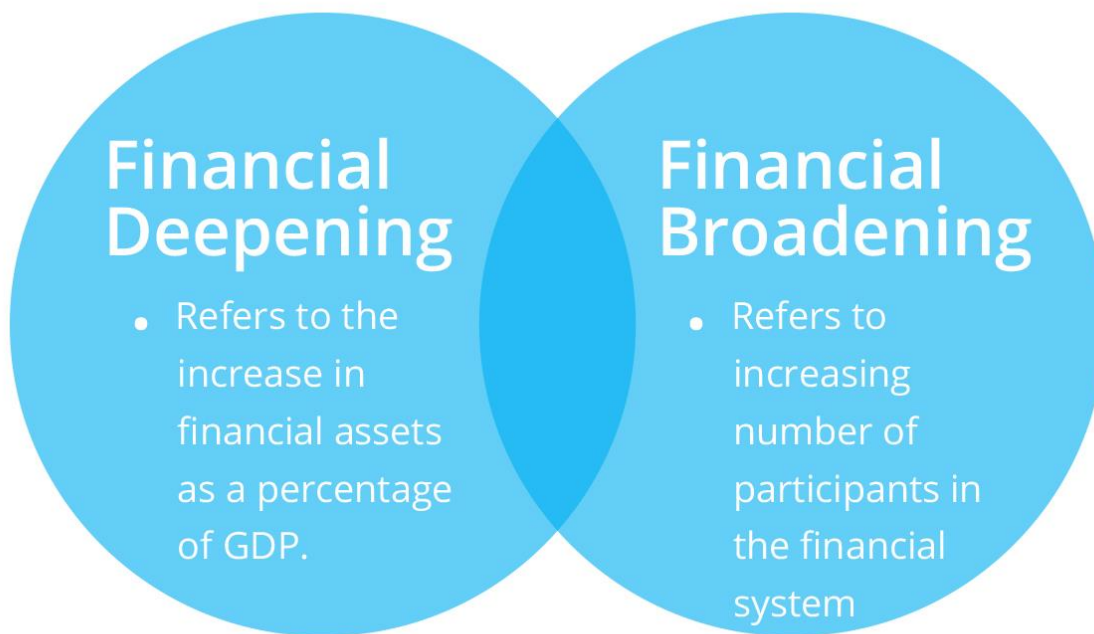 Financial
Deepening
• Refers to the
increase in
financial assets
as a percentage
of GDP.
Financial
Broadening
• Refers to
increasing
number of
participants in
the financial
system